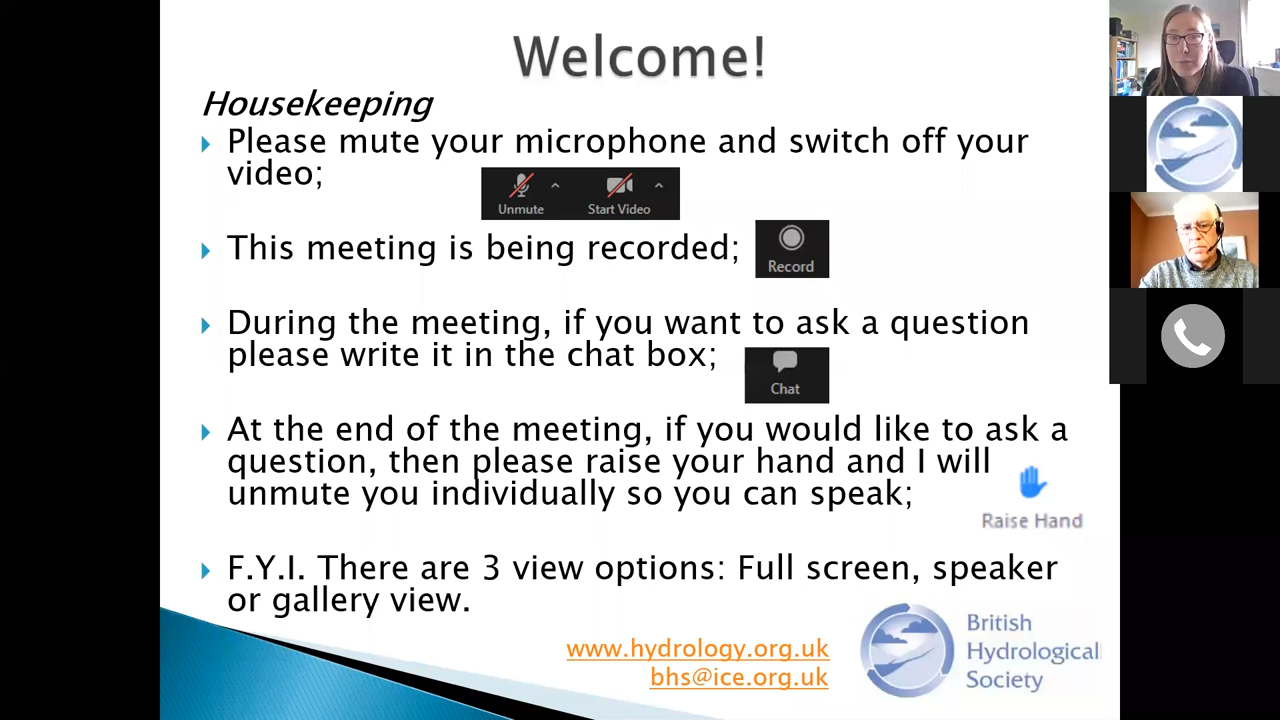 Welcome!
Housekeeping
Please mute your microphone and switch off your
video;
Unmute
Start Video
This meeting is being recorded;
Record
During the meeting, if you want to ask a question
please write it in the chat box;
Chat
At the end of the meeting, if you would like to ask a
question, then please raise your hand and I will
unmute you individually so you can speak;
Raise Hand
F.Y.I. There are 3 view options: Full screen, speaker
or gallery view.
www.hydrology.org.uk
bhs@ice.org.uk
British
Hydrological
Society